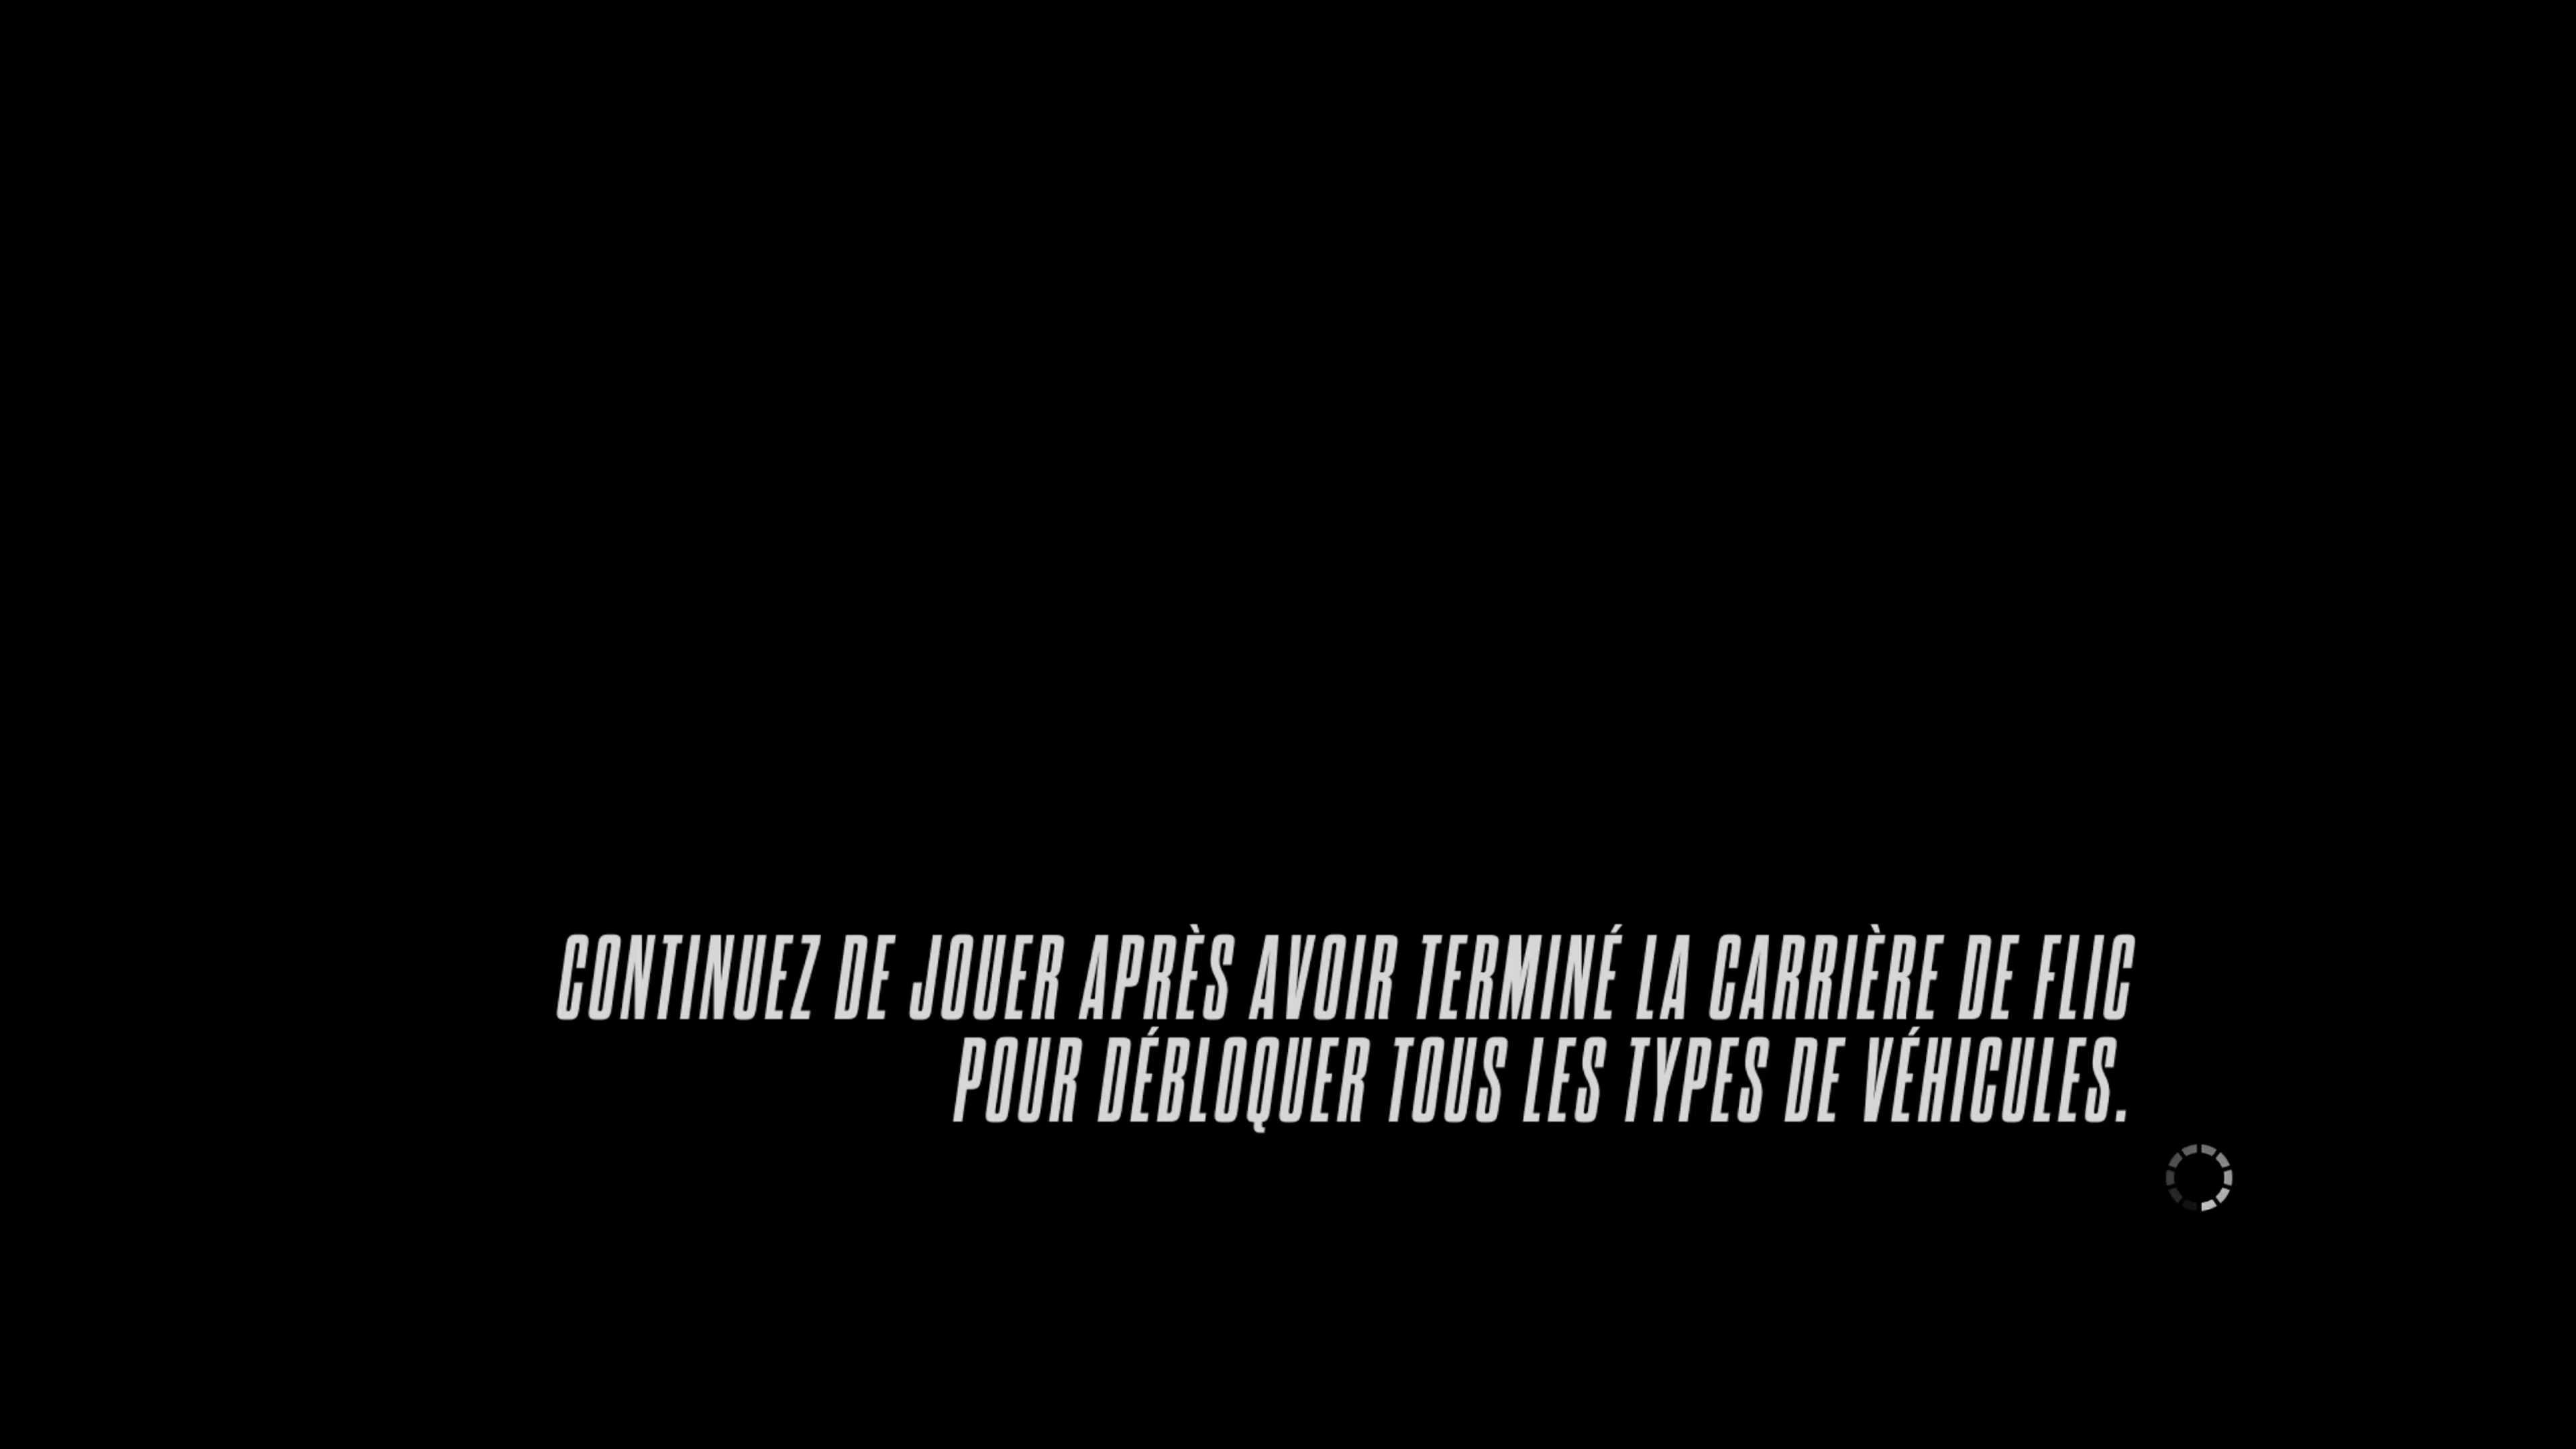 CONTINUEZ DE JOUER APRÈS AVOIR TERMINÉ LA CARRIÈRE DE FLIC
POUR DÉBLOQUER TOUS LES TYPES DE VÉHICULES.